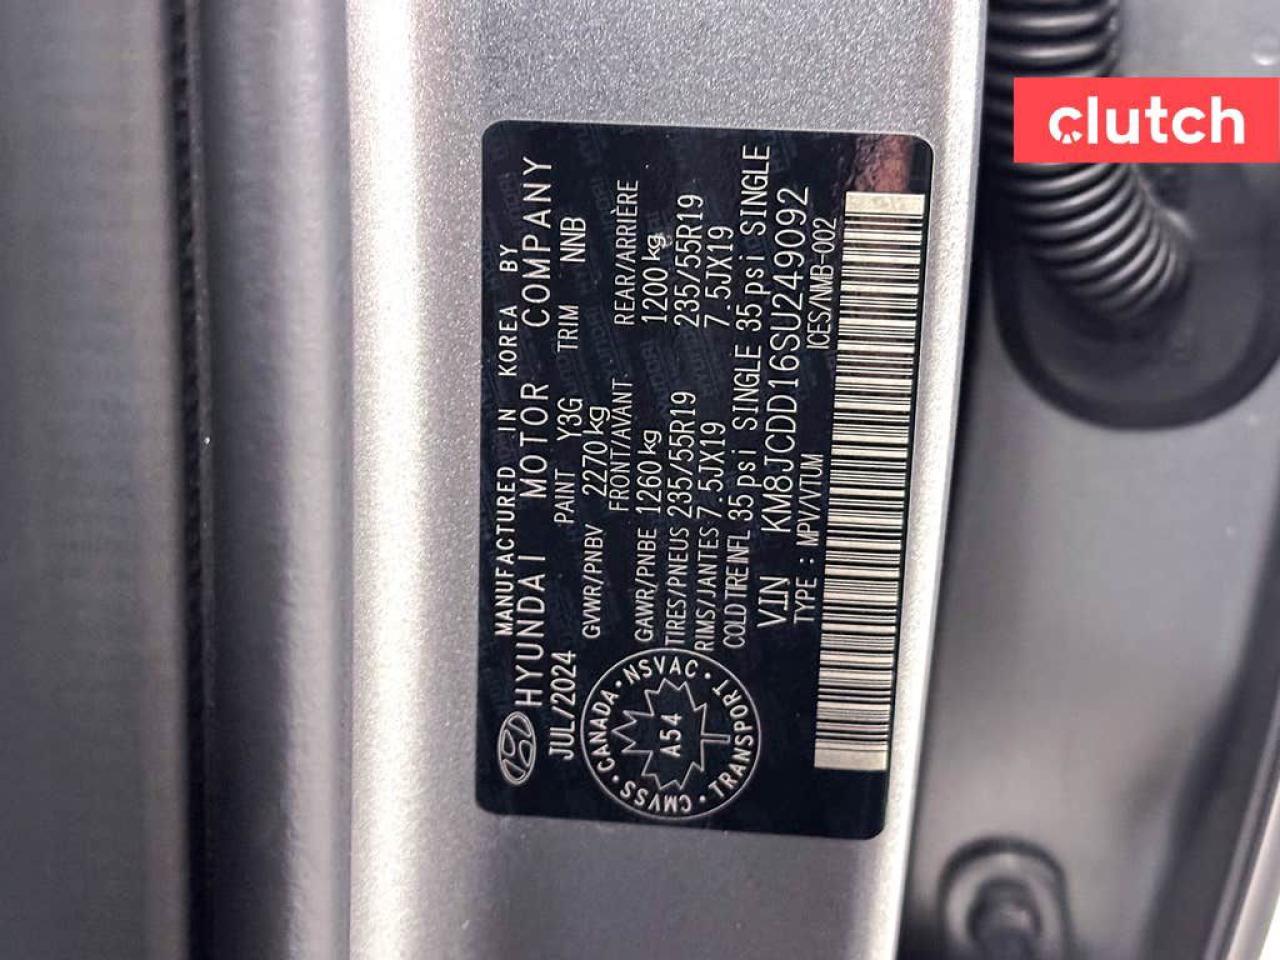 clutch
MANUFACTURED IN KOREA BY
HYUNDAI MOTOR COMPANY
JUL/2024 PAINT Y3G TRIM NNB
GVWR/PNBV 2270 kg
FRONT/AVANT REAR/ARRIÈRE
GAWR/PNBE 1260 kg 1200 kg
TIRES/PNEUS 235/55R19 235/55R19
RIMS/JANTES 7.5JX19 7.5JX19
COLD TIRE INFL 35 psi SINGLE 35 psi SINGLE
VIN KM8JCDD16SU249092
TYPE : MPV/VTUM ICES/NMB-002
CMVSS • CANADA • NSVAC • TRANSPORT •
A54